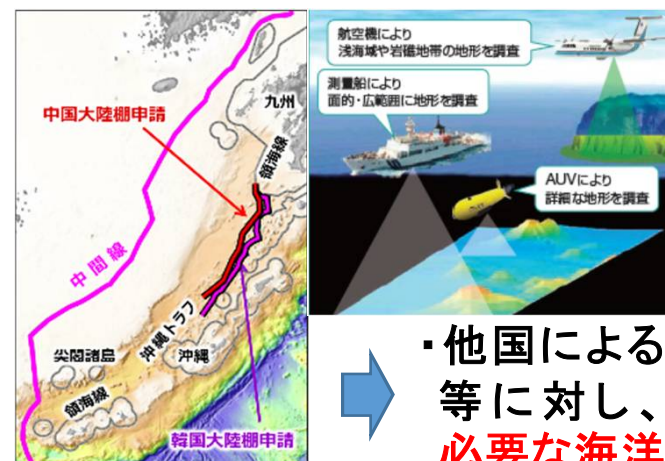 九州
中国大陸棚申請
領海線
中間線
沖縄トラフ
尖閣諸島
沖縄
領海線
韓国大陸棚申請
航空機により
浅海域や岩礁地帯の地形を調査
測量船により
面的・広範囲に地形を調査
AUVにより
詳細な地形を調査
・他国による
等に対し、
必要な海洋